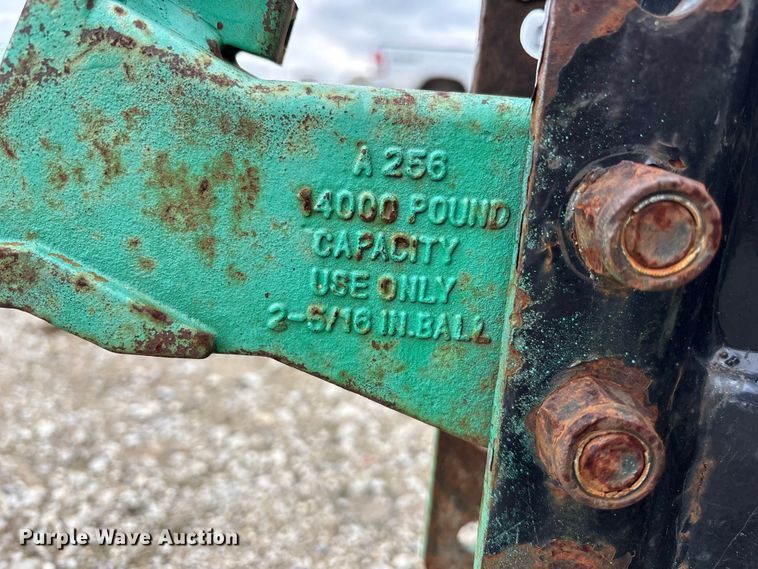 A 256
14000 POUND
CAPACITY
USE ONLY
2-5/16 IN.BALL
Purple Wave Auction